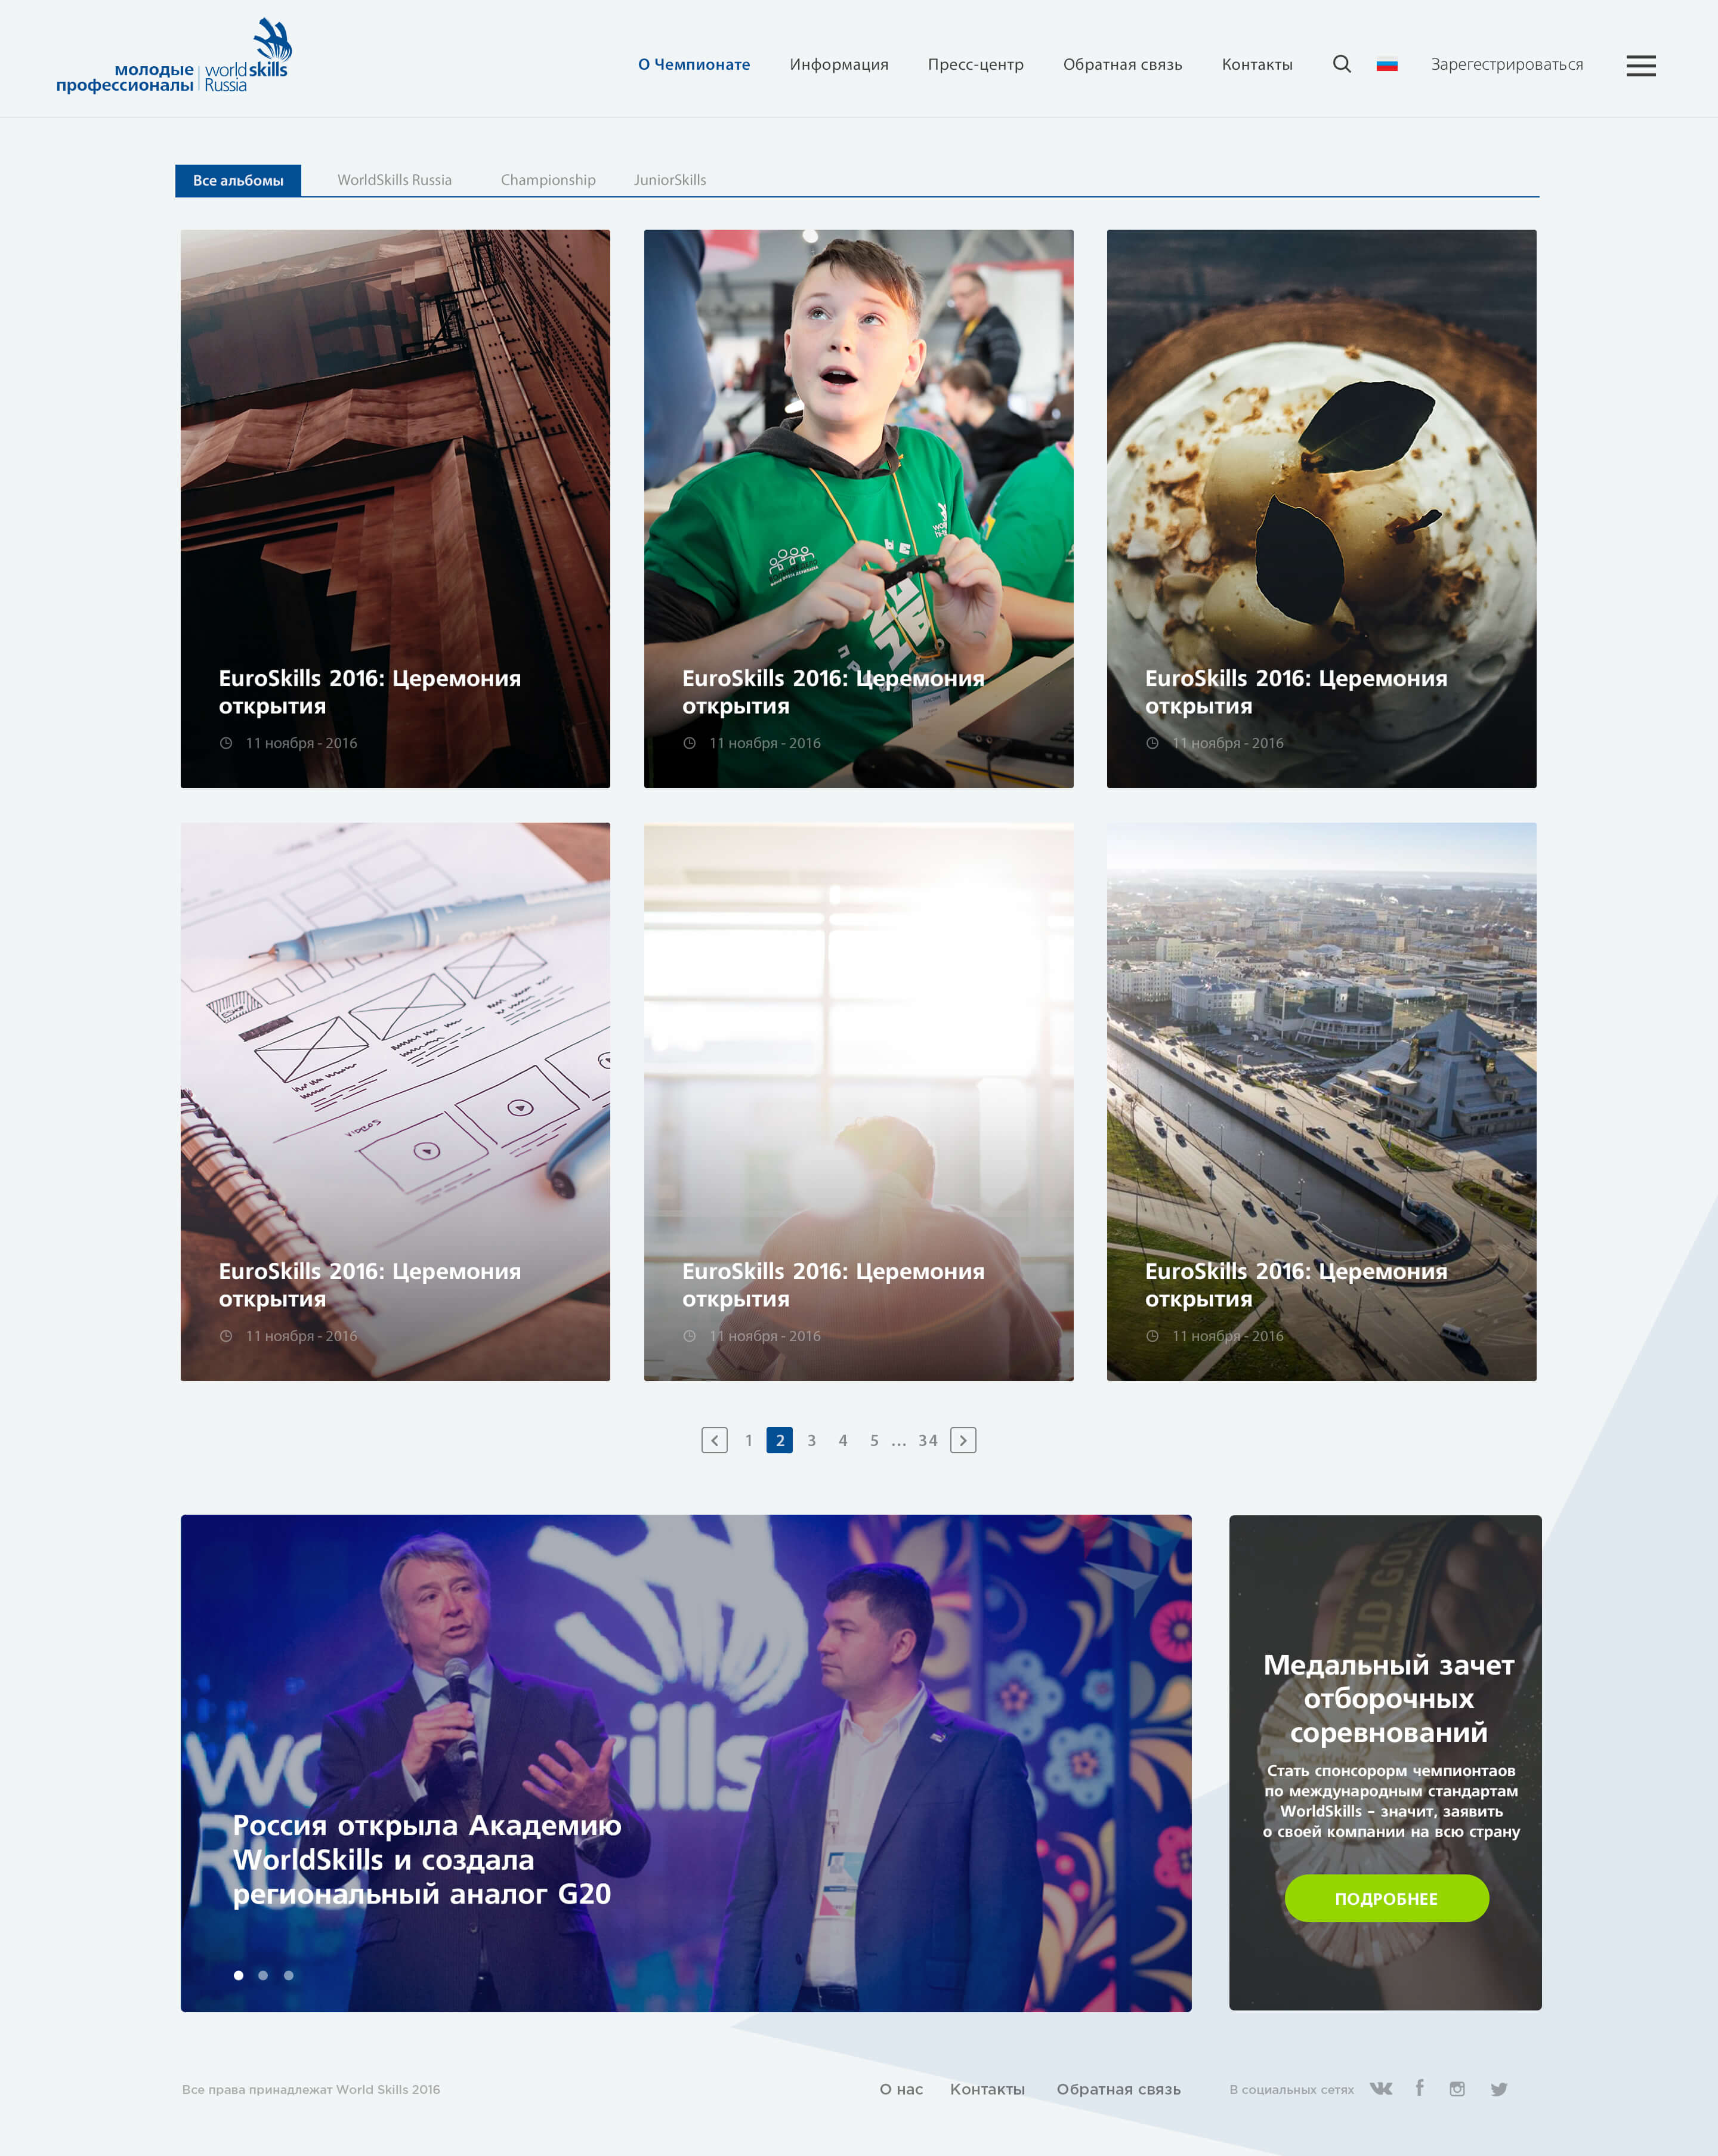 молодые
профессионалы
worldskills
Russia
О Чемпионате
Информация
Пресс-центр
Обратная связь
Контакты
Зарегестрироваться
Все альбомы
WorldSkills Russia
Championship
JuniorSkills
EuroSkills 2016: Церемония
открытия
11 ноября - 2016
EuroSkills 2016: Церемония
открытия
11 ноября - 2016
EuroSkills 2016: Церемония
открытия
11 ноября - 2016
VIDEOS
EuroSkills 2016: Церемония
открытия
11 ноября - 2016
EuroSkills 2016: Церемония
открытия
11 ноября - 2016
EuroSkills 2016: Церемония
открытия
11 ноября - 2016
1 2 3 4 5 ... 34
Россия открыла Академию
WorldSkills и создала
региональный аналог G20
GOLD GOL
Медальный зачет
отборочных
соревнований
Стать спонсорорм чемпионтаов
по международным стандартам
WorldSkills – значит, заявить
о своей компании на всю страну
ПОДРОБНЕЕ
Все права принадлежат World Skills 2016
О нас
Контакты
Обратная связь
В социальных сетях